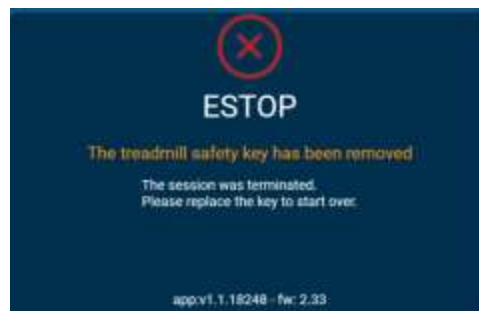 ESTOP
The treadmill safety key has been removed
The session was terminated.
Please replace the key to start over.
app:v1.1.18248 - fw: 2.33